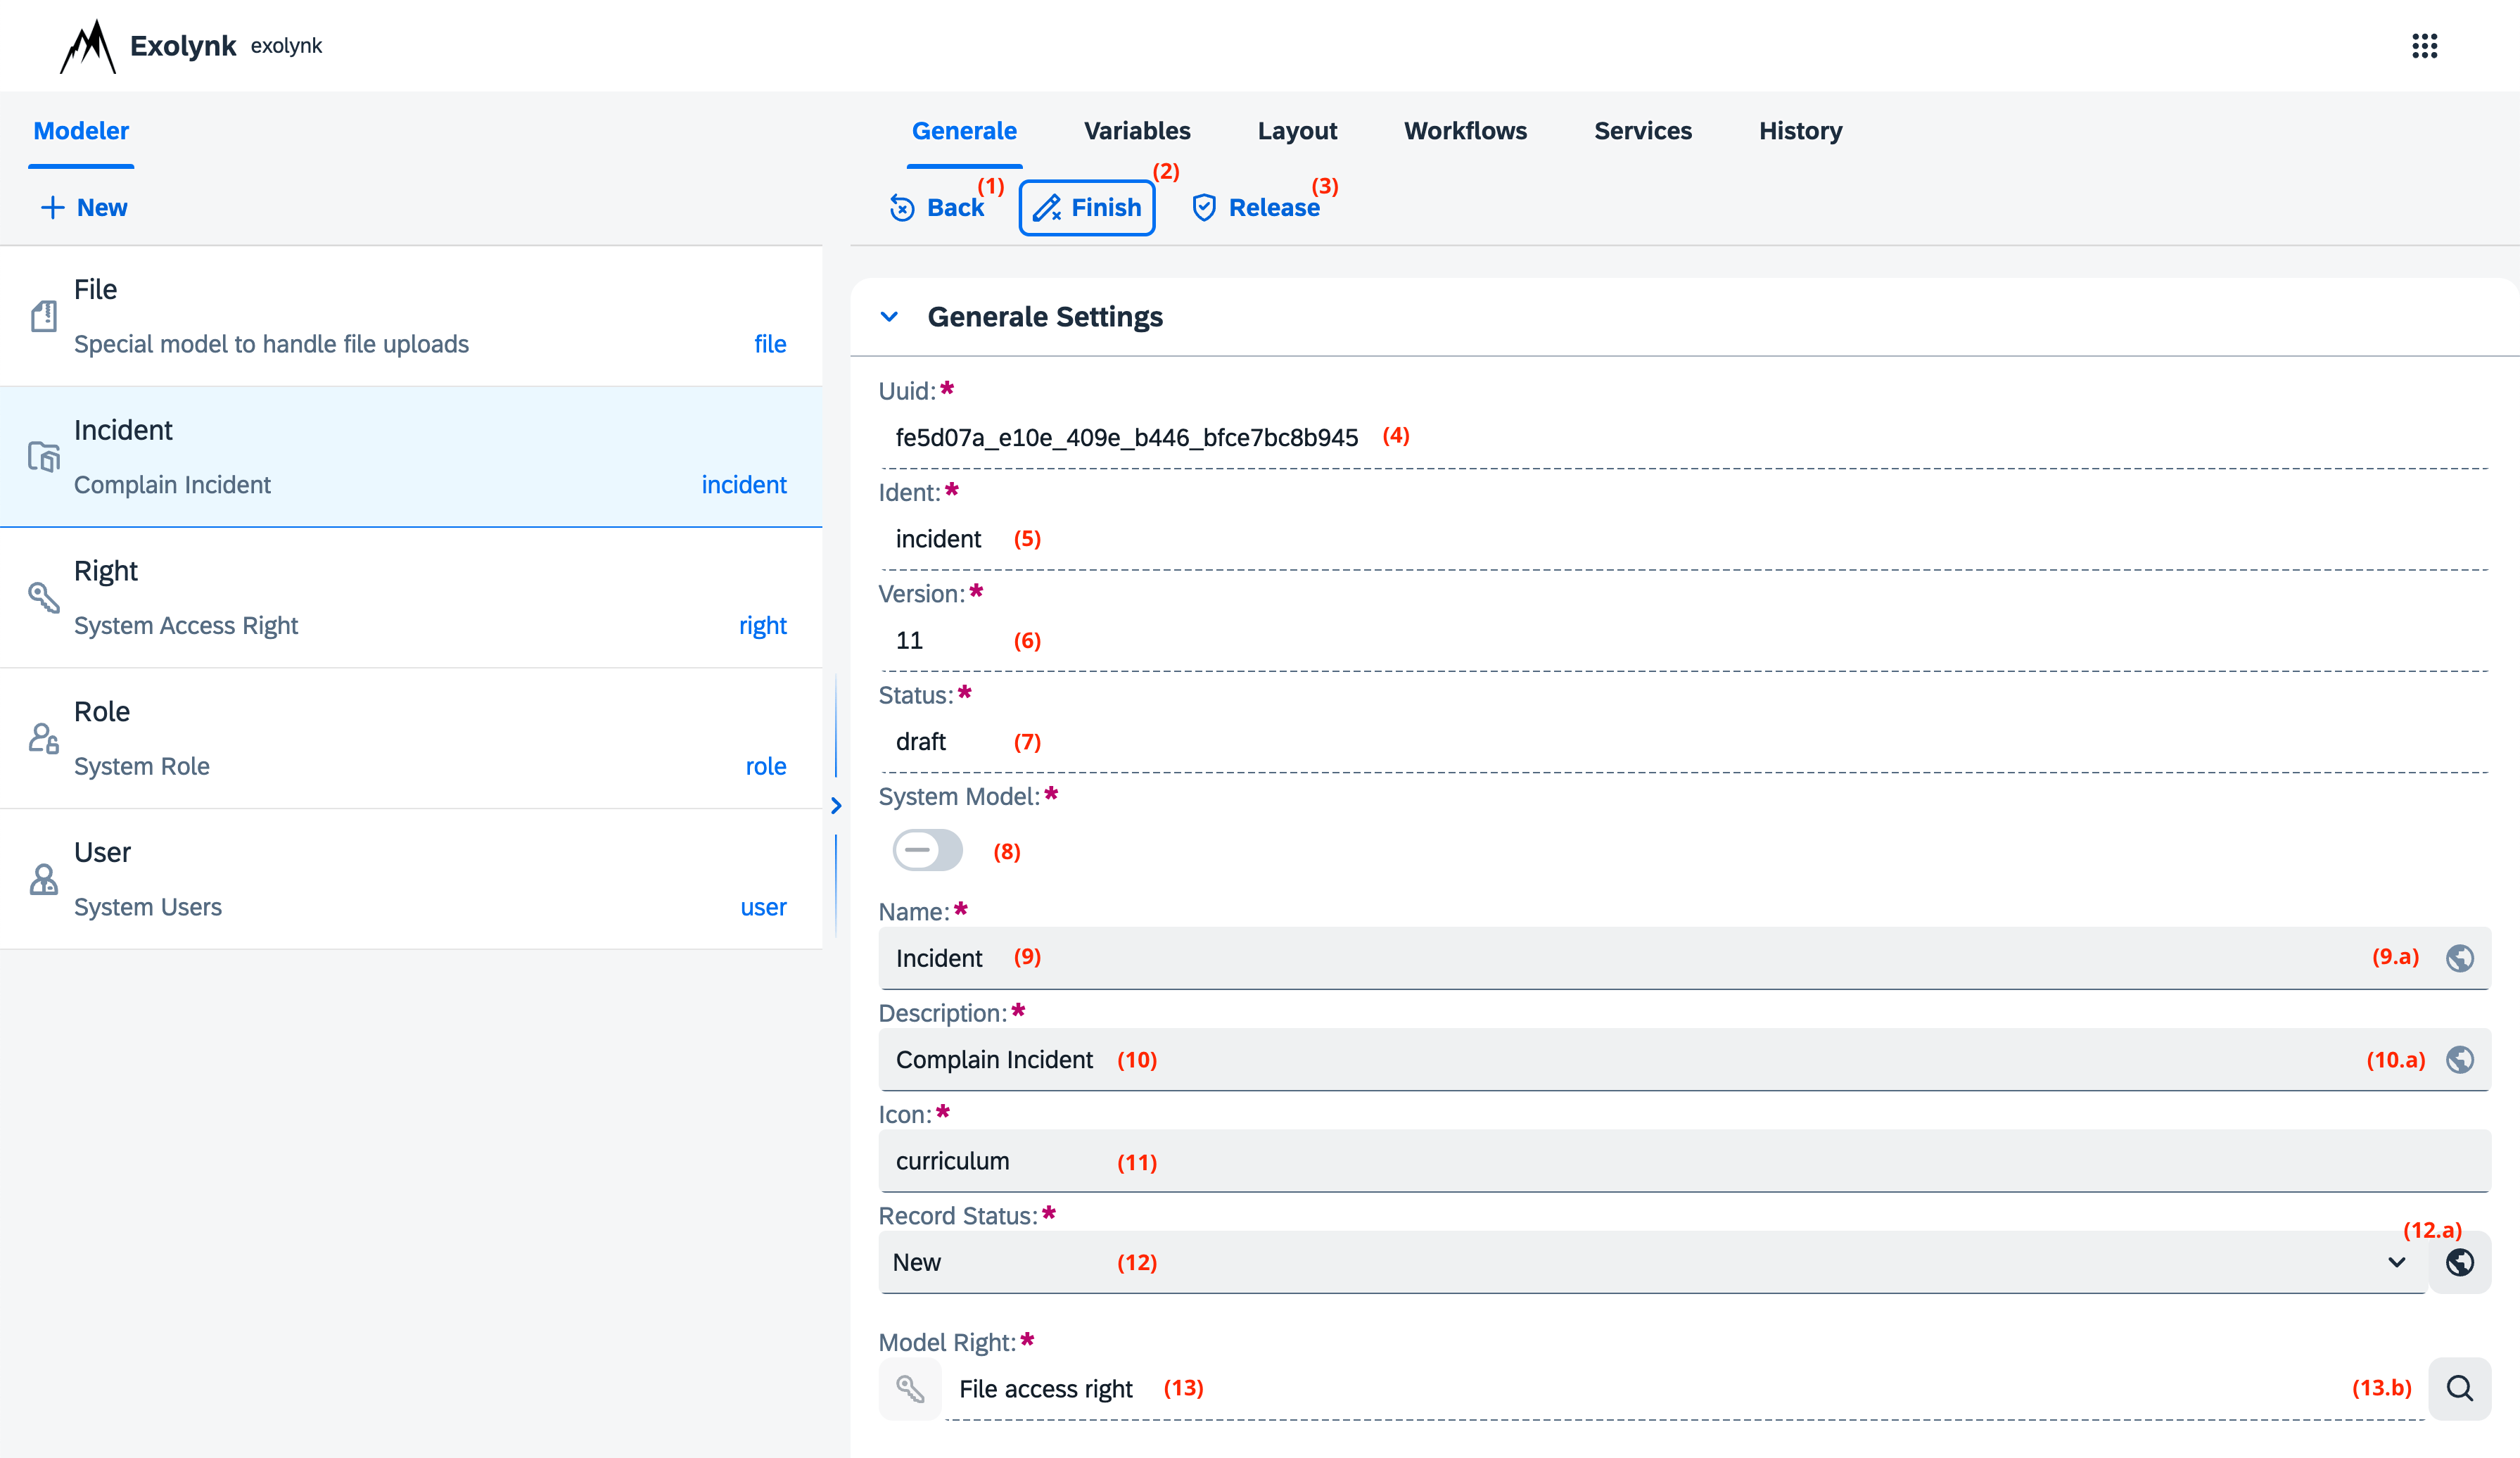 Exolynk exolynk
Modeler
New
File
Special model to handle file uploads file
Incident
Complain Incident incident
Right
System Access Right right
Role
System Role role
User
System Users user
Generale Variables Layout Workflows Services History
Back (1) Finish (2) Release (3)
Generale Settings
Uuid:*
fe5d07a_e10e_409e_b446_bfce7bc8b945 (4)
Ident:*
incident (5)
Version:*
11 (6)
Status:*
draft (7)
System Model:*
(8)
Name:*
Incident (9) (9.a)
Description:*
Complain Incident (10) (10.a)
Icon:*
curriculum (11)
Record Status:*
New (12) (12.a)
Model Right:*
File access right (13) (13.b)